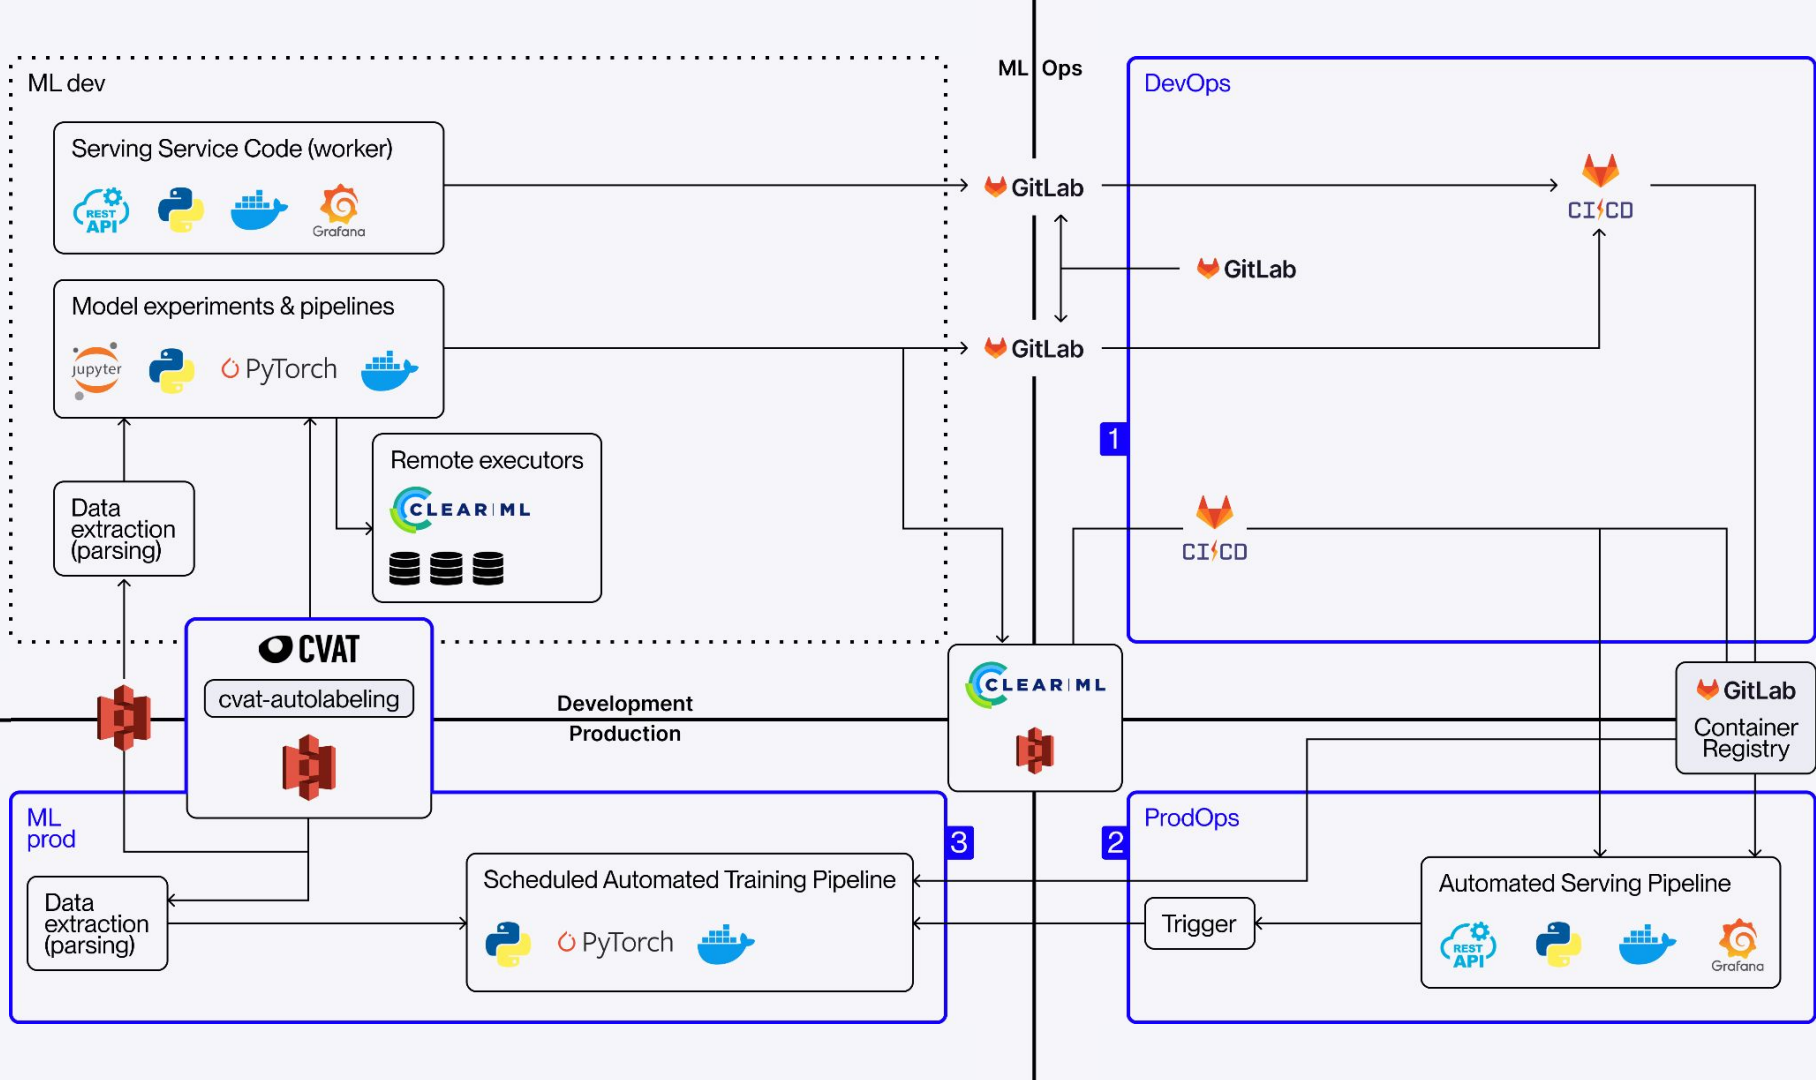 ML dev
Serving Service Code (worker)
REST
API
Grafana
Model experiments & pipelines
jupyter
PyTorch
Remote executors
CLEAR|ML
Data
extraction
(parsing)
CVAT
cvat-autolabeling
Development
Production
ML
Ops
GitLab
GitLab
GitLab
DevOps
CI CD
1
CI CD
CLEAR|ML
GitLab
Container
Registry
ML
prod
Data
extraction
(parsing)
Scheduled Automated Training Pipeline
PyTorch
3
2
ProdOps
Trigger
Automated Serving Pipeline
REST
API
Grafana